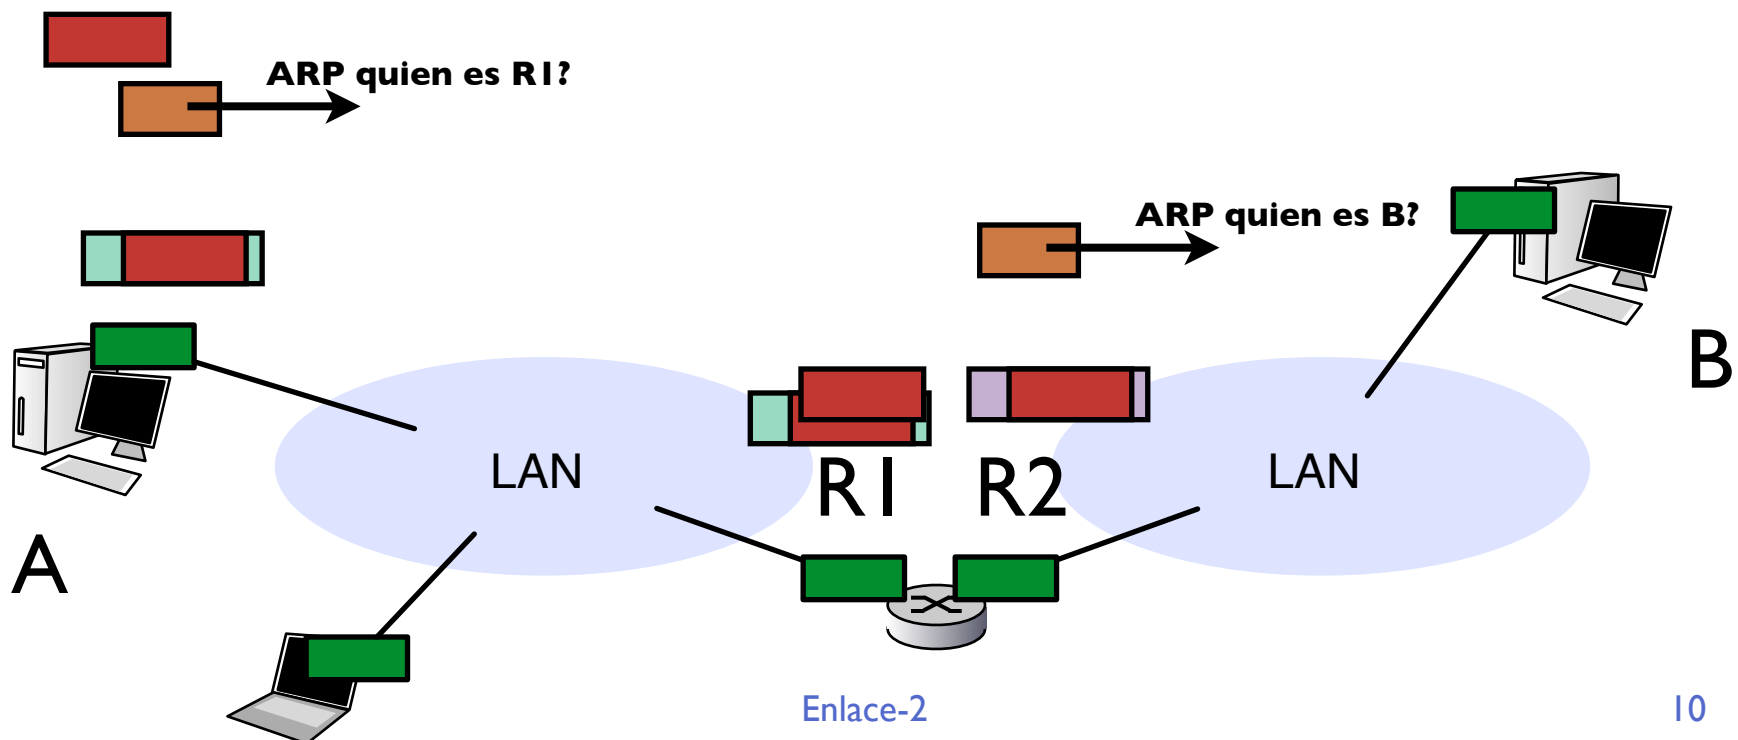 ARP quien es R1?
ARP quien es B?
B
LAN
R1
R2
LAN
A
Enlace-2
10